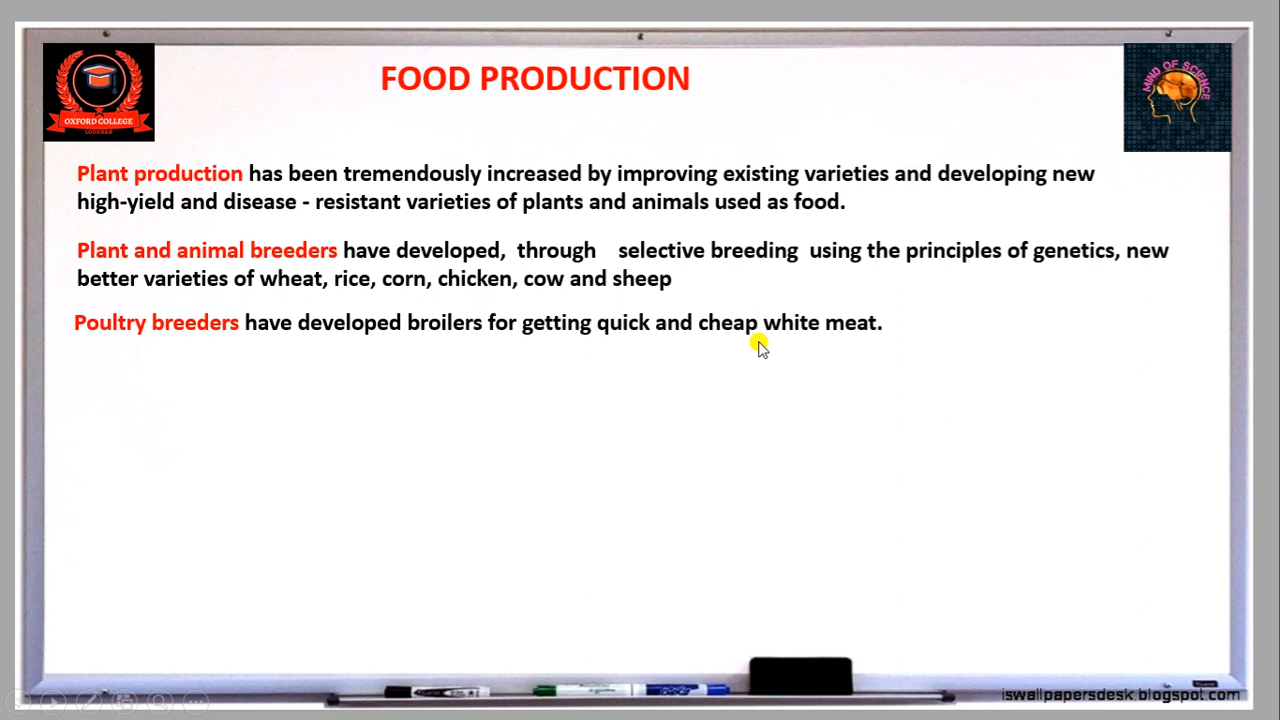 FOOD PRODUCTION
OXFORD COLLEGE
LODHRAN
MIND OF SCIENCE
Plant production has been tremendously increased by improving existing varieties and developing new
high-yield and disease - resistant varieties of plants and animals used as food.
Plant and animal breeders have developed, through selective breeding using the principles of genetics, new
better varieties of wheat, rice, corn, chicken, cow and sheep
Poultry breeders have developed broilers for getting quick and cheap white meat.
iswallpapersdesk.blogspot.com